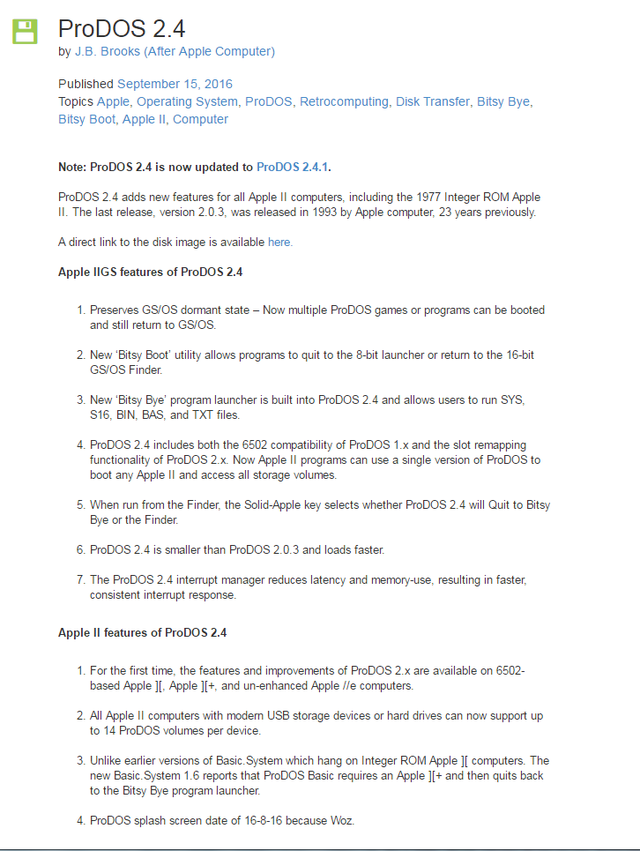 ProDOS 2.4
by J.B. Brooks (After Apple Computer)
Published September 15, 2016
Topics Apple, Operating System, ProDOS, Retrocomputing, Disk Transfer, Bitsy Bye,
Bitsy Boot, Apple II, Computer
Note: ProDOS 2.4 is now updated to ProDOS 2.4.1.
ProDOS 2.4 adds new features for all Apple II computers, including the 1977 Integer ROM Apple
II. The last release, version 2.0.3, was released in 1993 by Apple computer, 23 years previously.
A direct link to the disk image is available here.
Apple IIGS features of ProDOS 2.4
1. Preserves GS/OS dormant state – Now multiple ProDOS games or programs can be booted
and still return to GS/OS.
2. New ‘Bitsy Boot’ utility allows programs to quit to the 8-bit launcher or return to the 16-bit
GS/OS Finder.
3. New ‘Bitsy Bye’ program launcher is built into ProDOS 2.4 and allows users to run SYS,
S16, BIN, BAS, and TXT files.
4. ProDOS 2.4 includes both the 6502 compatibility of ProDOS 1.x and the slot remapping
functionality of ProDOS 2.x. Now Apple II programs can use a single version of ProDOS to
boot any Apple II and access all storage volumes.
5. When run from the Finder, the Solid-Apple key selects whether ProDOS 2.4 will Quit to Bitsy
Bye or the Finder.
6. ProDOS 2.4 is smaller than ProDOS 2.0.3 and loads faster.
7. The ProDOS 2.4 interrupt manager reduces latency and memory-use, resulting in faster,
consistent interrupt response.
Apple II features of ProDOS 2.4
1. For the first time, the features and improvements of ProDOS 2.x are available on 6502-
based Apple ][, Apple ][+, and un-enhanced Apple //e computers.
2. All Apple II computers with modern USB storage devices or hard drives can now support up
to 14 ProDOS volumes per device.
3. Unlike earlier versions of Basic.System which hang on Integer ROM Apple ][ computers. The
new Basic.System 1.6 reports that ProDOS Basic requires an Apple ][+ and then quits back
to the Bitsy Bye program launcher.
4. ProDOS splash screen date of 16-8-16 because Woz.